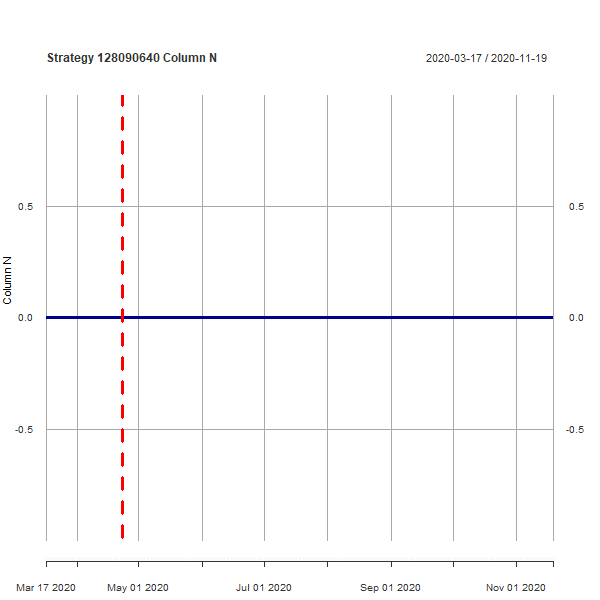 Strategy 128090640 Column N
2020-03-17 / 2020-11-19
0.5
0.5
Column N
0.0
0.0
-0.5
-0.5
Mar 17 2020
May 01 2020
Jul 01 2020
Sep 01 2020
Nov 01 2020